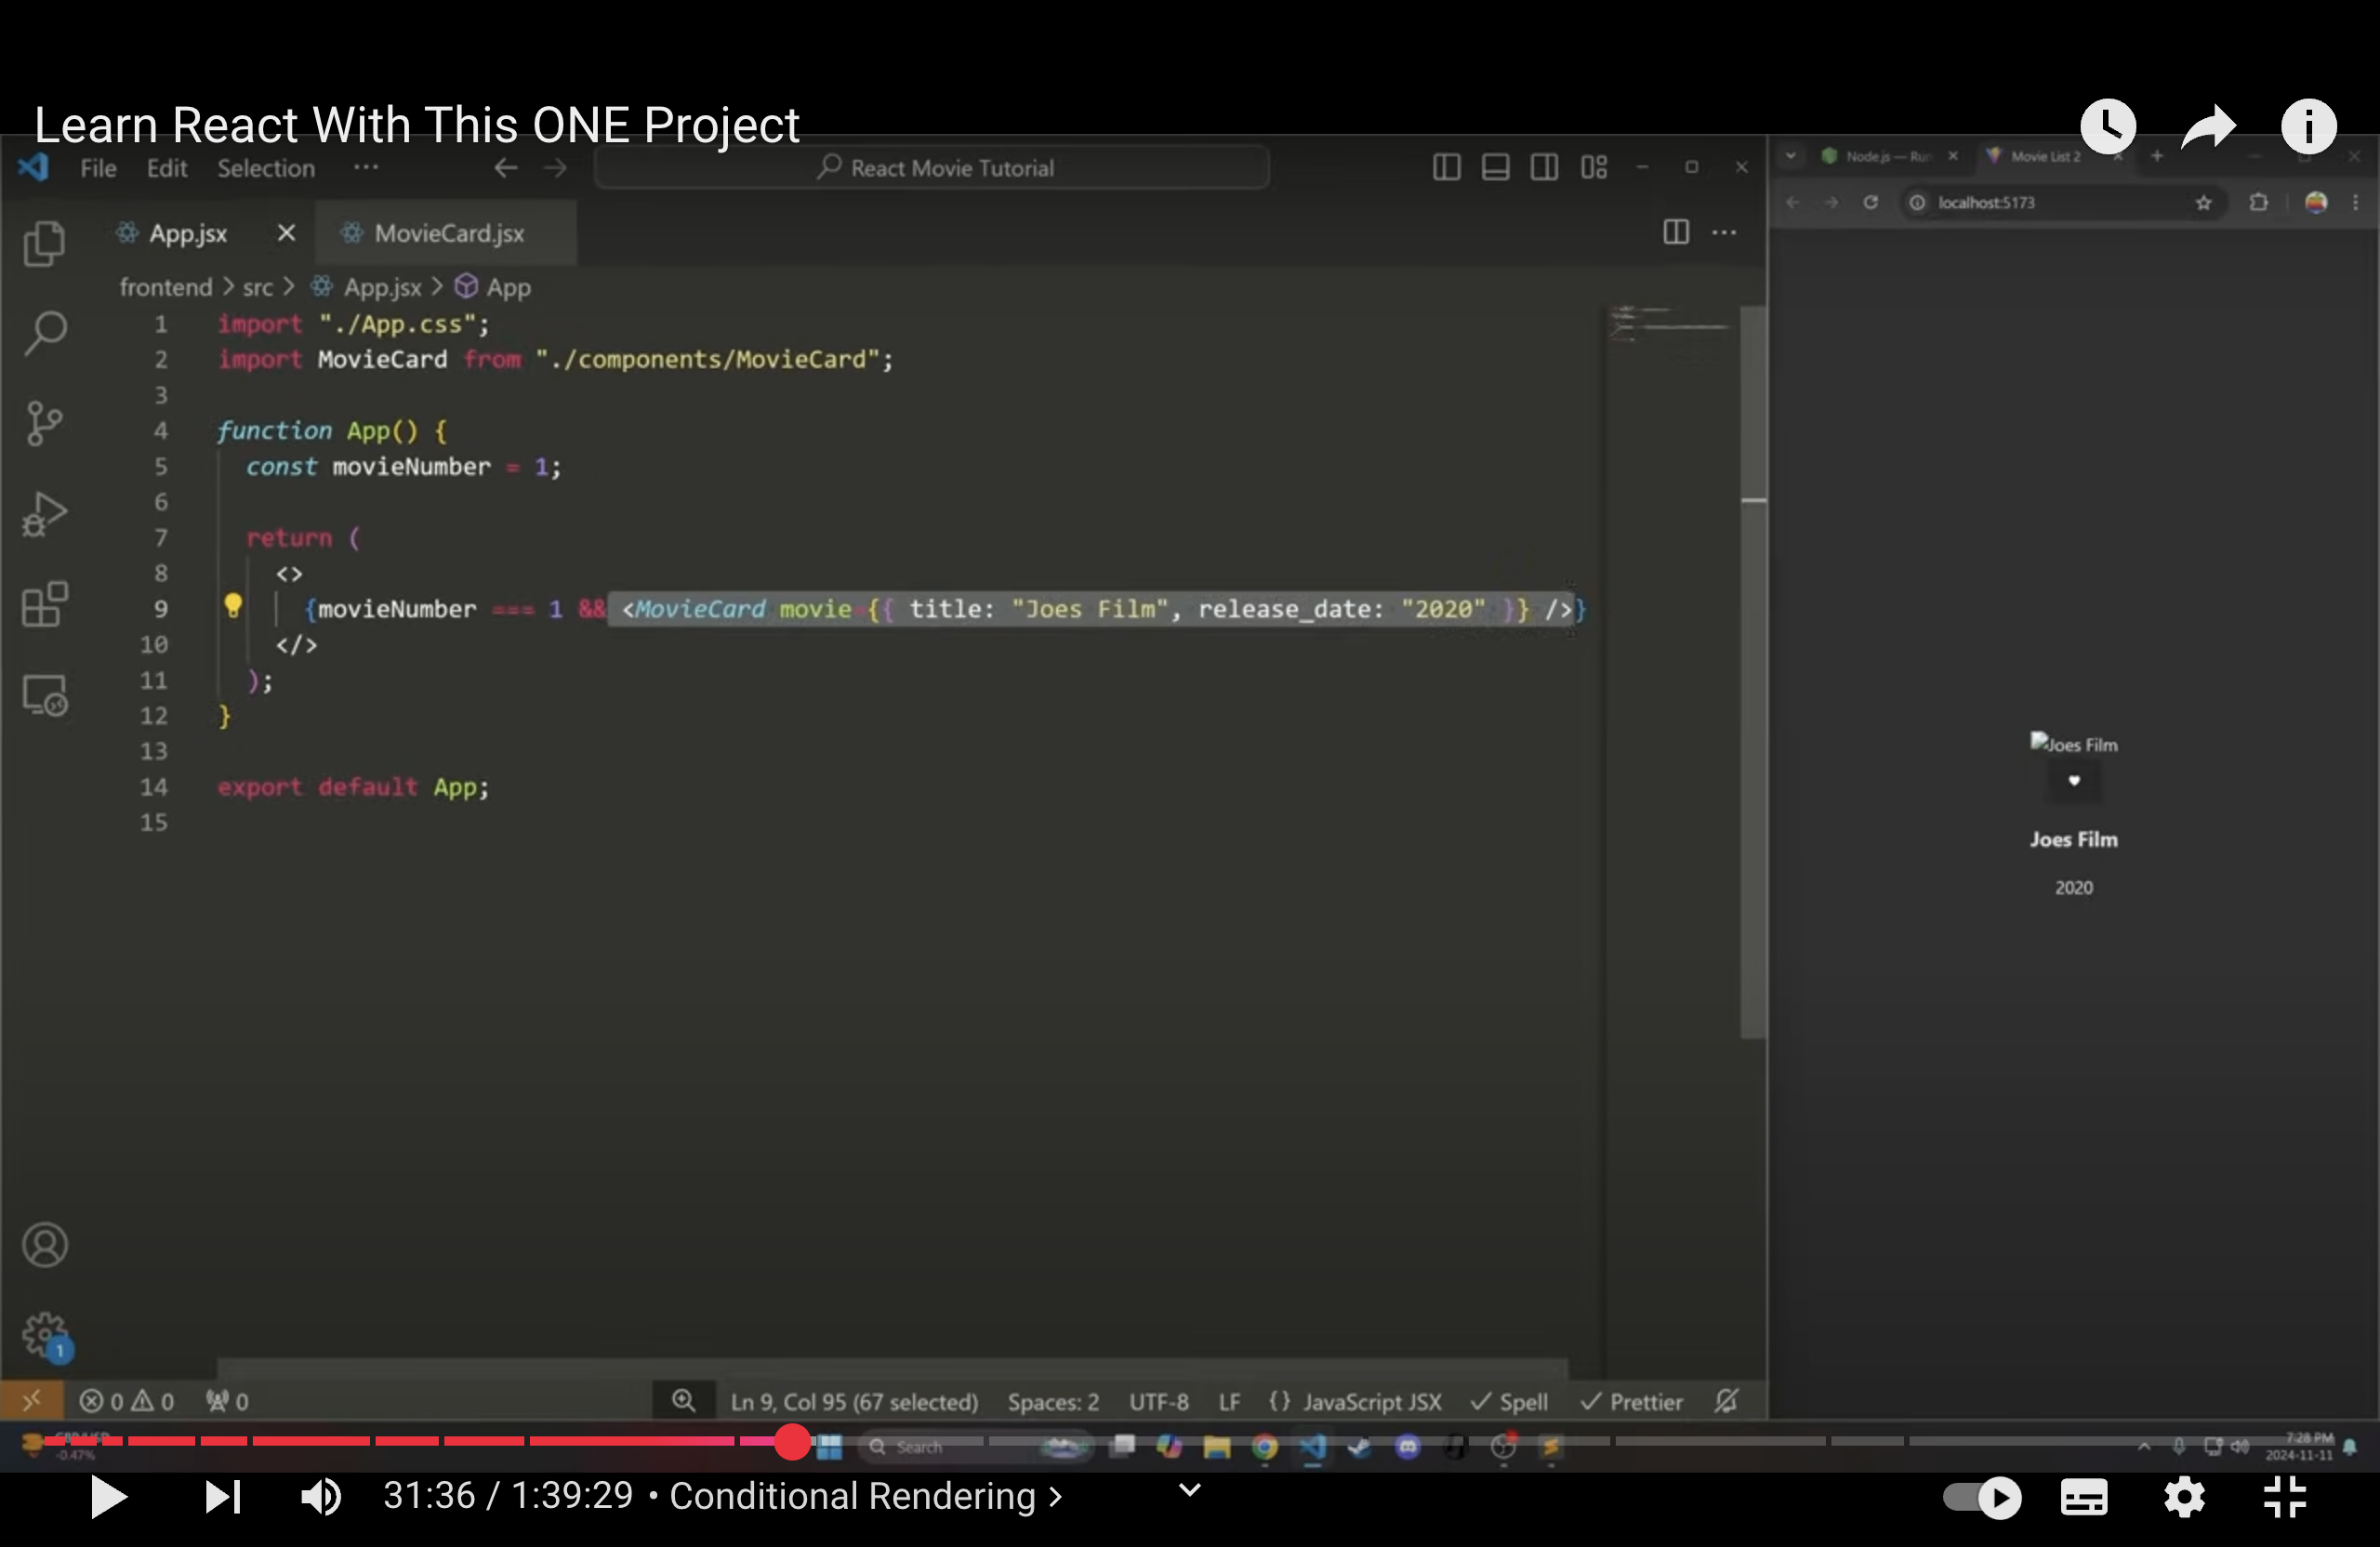 Learn React With This ONE Project
File Edit Selection ... React Movie Tutorial
Node.js — Run Movie List 2
localhost:5173
App.jsx MovieCard.jsx
frontend > src > App.jsx > App
1 import "./App.css";
2 import MovieCard from "./components/MovieCard";
3
4 function App() {
5 const movieNumber = 1;
6
7 return (
8 <>
9 {movieNumber === 1 && <MovieCard movie={{ title: "Joes Film", release_date: "2020" }} />}
10 </>
11 );
12 }
13
14 export default App;
15
Joes Film
Joes Film
2020
1
0 0 0 Ln 9, Col 95 (67 selected) Spaces: 2 UTF-8 LF {} JavaScript JSX Spell Prettier
-0.47% Search 7:28 PM
2024-11-11
31:36 / 1:39:29 • Conditional Rendering >